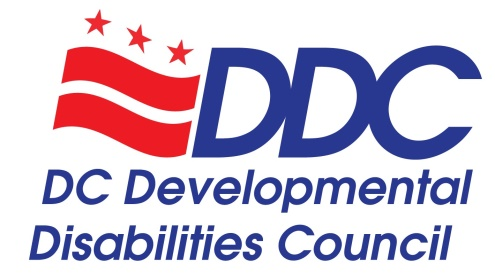 DDC
DC Developmental
Disabilities Council